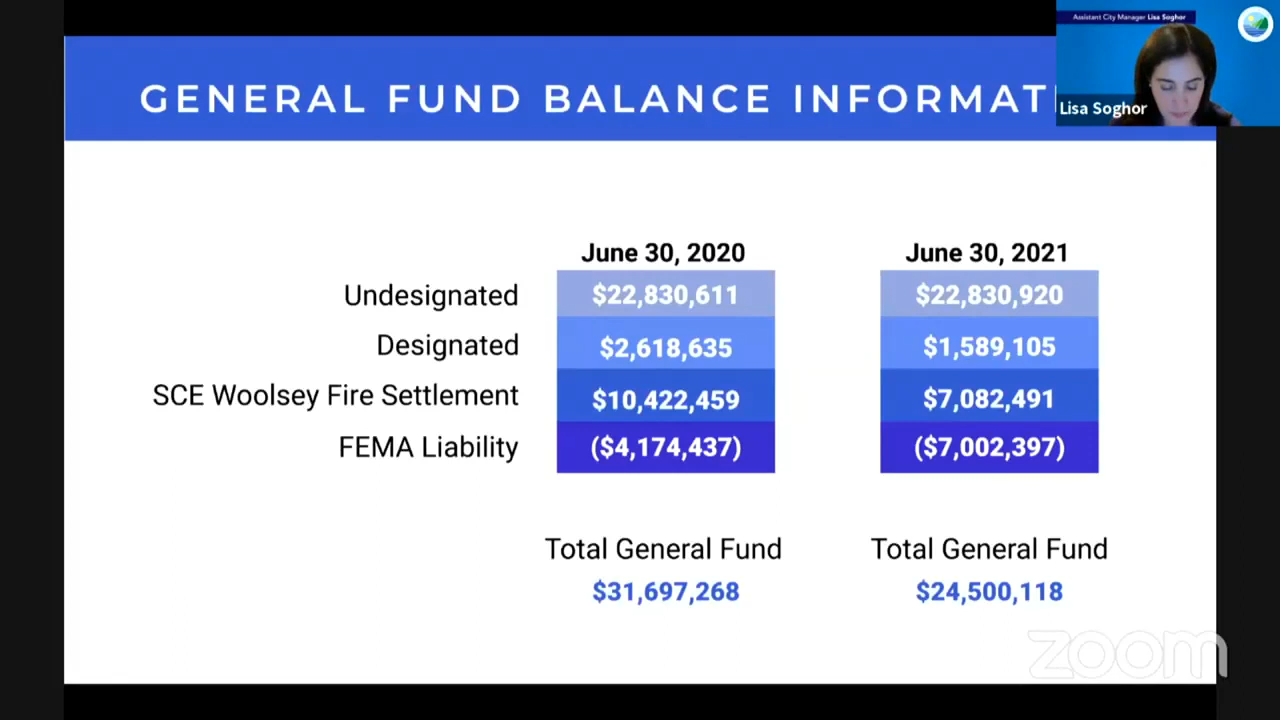 Assistant City Manager Lisa Soghor
GENERAL FUND BALANCE INFORMAT
Lisa Soghor
June 30, 2020 June 30, 2021
Undesignated $22,830,611 $22,830,920
Designated $2,618,635 $1,589,105
SCE Woolsey Fire Settlement $10,422,459 $7,082,491
FEMA Liability ($4,174,437) ($7,002,397)
Total General Fund Total General Fund
$31,697,268 $24,500,118
zoom